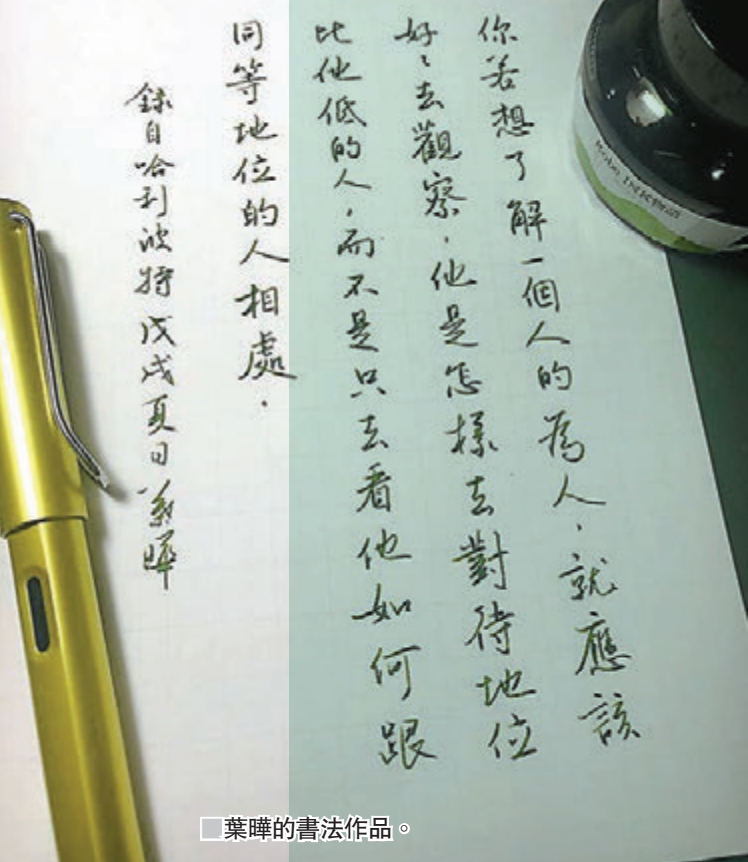 你若想了解一個人的為人，就應該
好々去觀察，他是怎樣去對待地位
比他低的人，而不是只去看他如何跟
同等地位的人相處．
錄自哈利波特 戊戌夏日 葉曄
葉曄的書法作品。